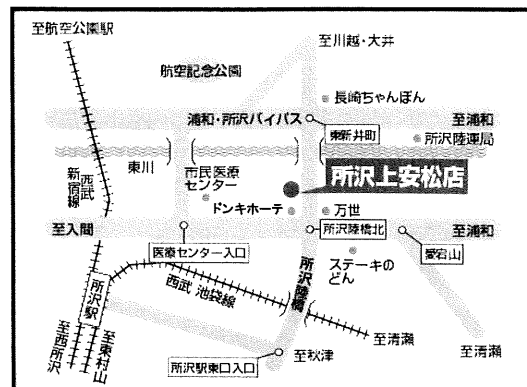 至航空公園駅
至川越・大井
航空記念公園
長崎ちゃんぽん
浦和・所沢バイパス
至浦和
東新井町
所沢陸運局
東川
市民医療
センター
所沢上安松店
西武
新宿線
ドンキホーテ
万世
至入間
所沢陸橋北
至浦和
医療センター入口
愛宕山
ステーキの
どん
所沢陸橋
西武 池袋線
所沢駅
至清瀬
至清瀬
至秋津
所沢駅東口入口
至西所沢
至東村山